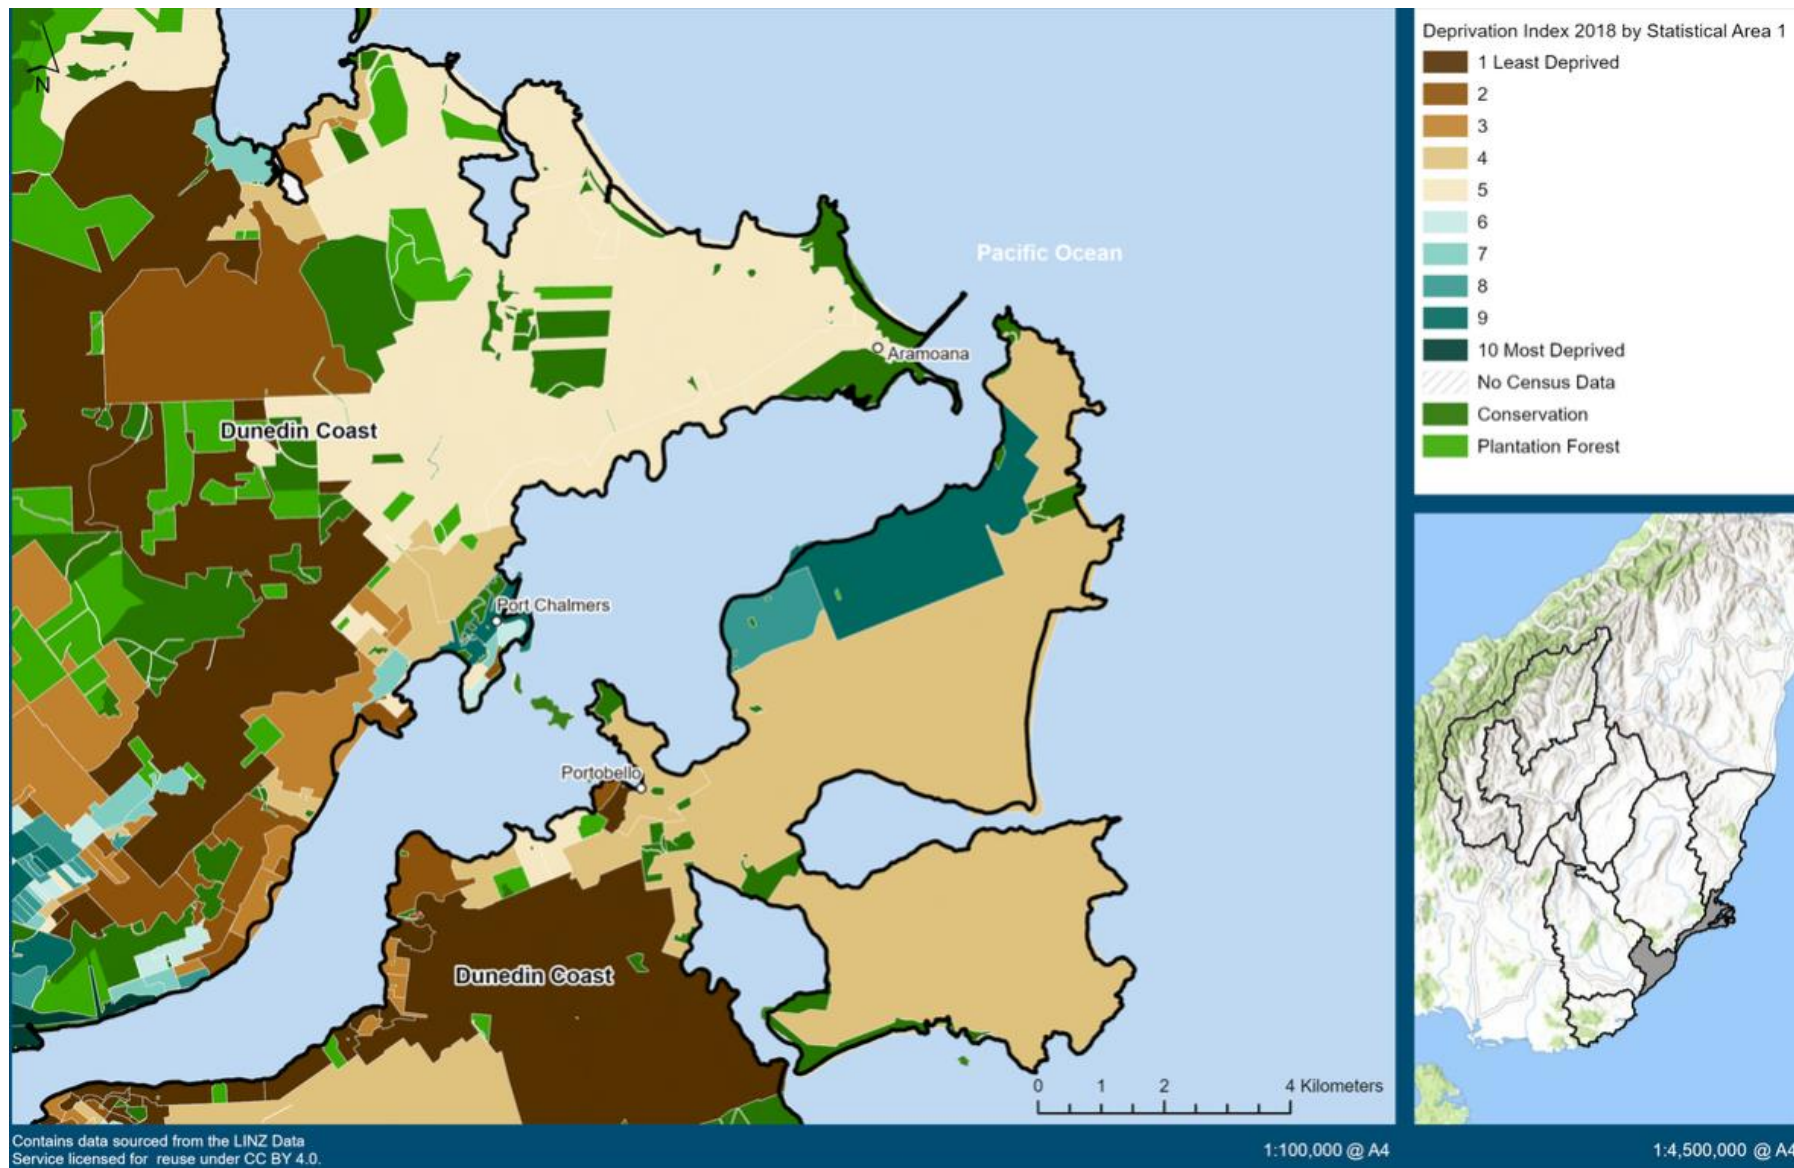 N
Pacific Ocean
Aramoana
Dunedin Coast
Port Chalmers
Portobello
Dunedin Coast
0 1 2 4 Kilometers
Contains data sourced from the LINZ Data
Service licensed for reuse under CC BY 4.0.
1:100,000 @ A4
Deprivation Index 2018 by Statistical Area 1
1 Least Deprived
2
3
4
5
6
7
8
9
10 Most Deprived
No Census Data
Conservation
Plantation Forest
1:4,500,000 @ A4